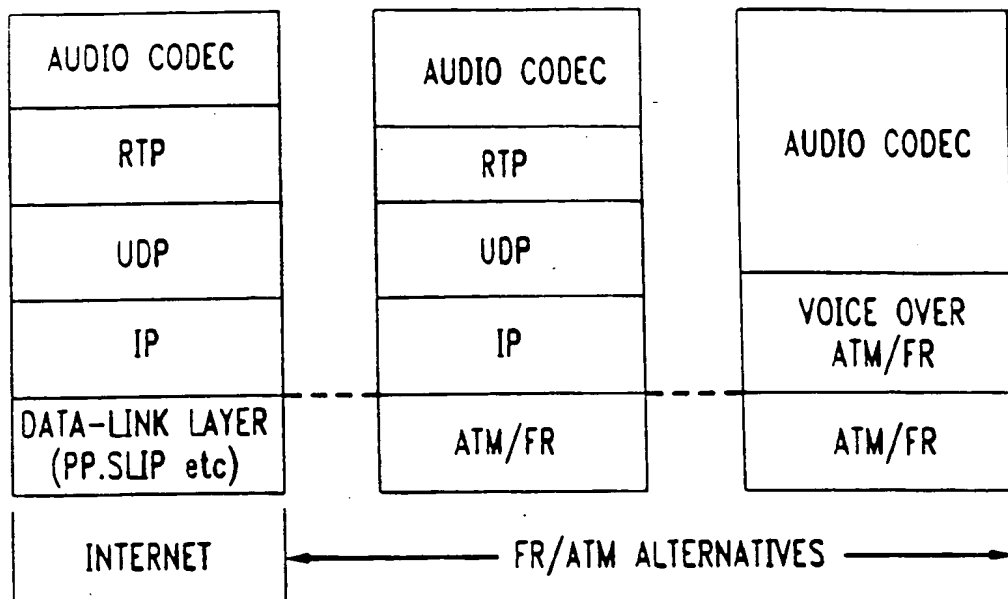 AUDIO CODEC
RTP
UDP
IP
DATA-LINK LAYER
(PP.SLIP etc)
INTERNET
AUDIO CODEC
RTP
UDP
IP
ATM/FR
AUDIO CODEC
VOICE OVER
ATM/FR
ATM/FR
FR/ATM ALTERNATIVES